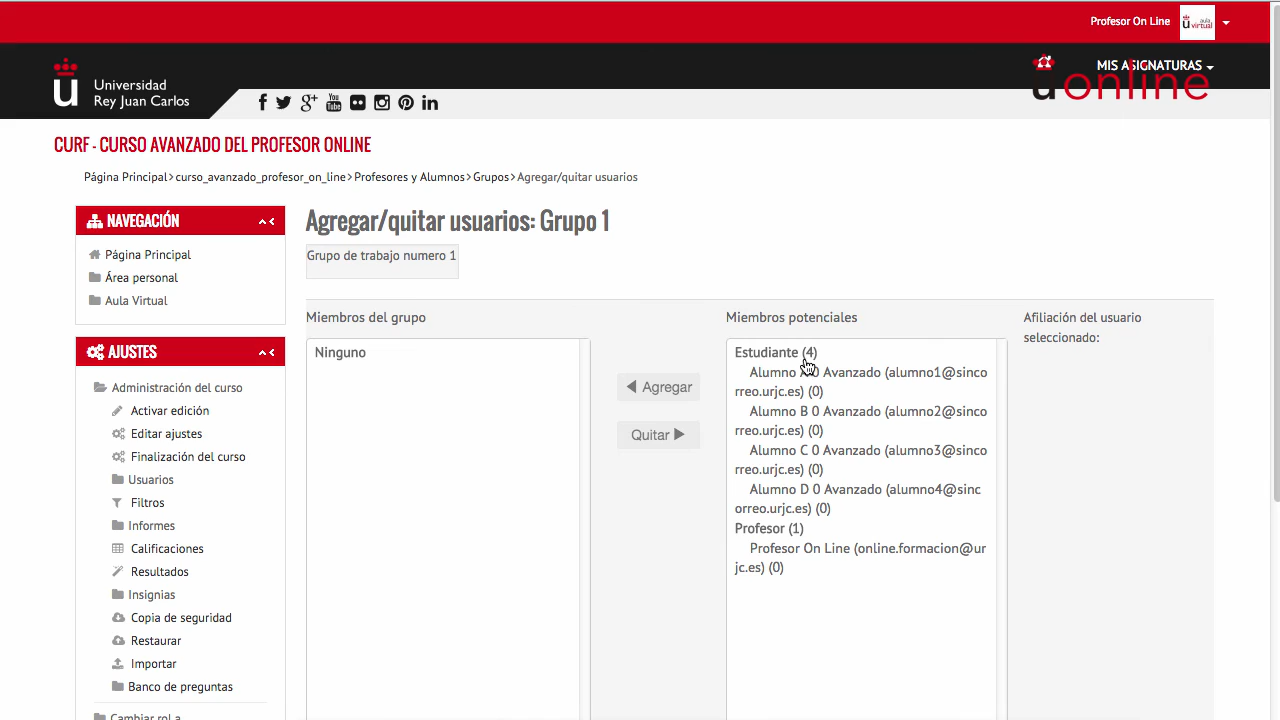 Profesor On Line
aula virtual
Universidad
Rey Juan Carlos
MIS ASIGNATURAS
u online
CURF - CURSO AVANZADO DEL PROFESOR ONLINE
Página Principal > curso_avanzado_profesor_on_line > Profesores y Alumnos > Grupos > Agregar/quitar usuarios
NAVEGACIÓN
Página Principal
Área personal
Aula Virtual
AJUSTES
Administración del curso
Activar edición
Editar ajustes
Finalización del curso
Usuarios
Filtros
Informes
Calificaciones
Resultados
Insignias
Copia de seguridad
Restaurar
Importar
Banco de preguntas
Cambiar rol a
Agregar/quitar usuarios: Grupo 1
Grupo de trabajo numero 1
Miembros del grupo
Ninguno
Agregar
Quitar
Miembros potenciales
Estudiante (4)
Alumno A 0 Avanzado (alumno1@sinco
rreo.urjc.es) (0)
Alumno B 0 Avanzado (alumno2@sinco
rreo.urjc.es) (0)
Alumno C 0 Avanzado (alumno3@sinco
rreo.urjc.es) (0)
Alumno D 0 Avanzado (alumno4@sinc
orreo.urjc.es) (0)
Profesor (1)
Profesor On Line (online.formacion@ur
jc.es) (0)
Afiliación del usuario
seleccionado: